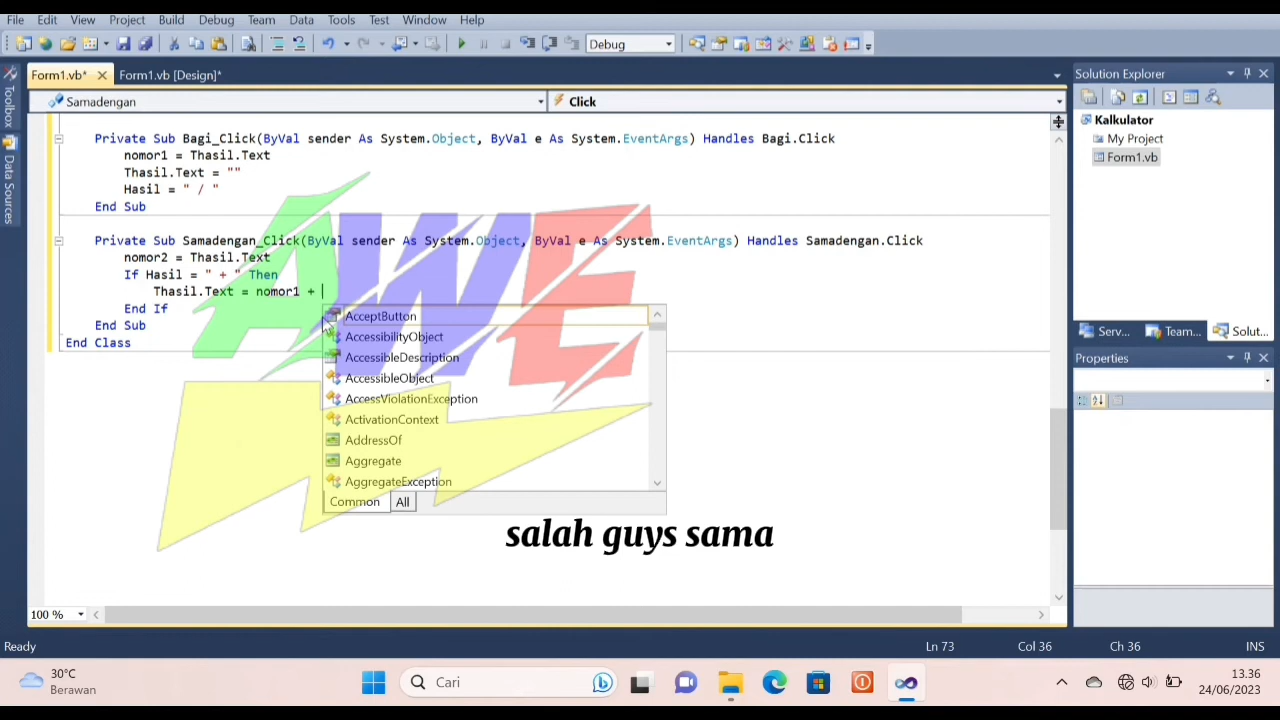 File Edit View Project Build Debug Team Data Tools Test Window Help
Debug
Form1.vb* Form1.vb [Design]*
Samadengan Click
Toolbox
Data Sources
Private Sub Bagi_Click(ByVal sender As System.Object, ByVal e As System.EventArgs) Handles Bagi.Click
nomor1 = Thasil.Text
Thasil.Text = ""
Hasil = " / "
End Sub
Private Sub Samadengan_Click(ByVal sender As System.Object, ByVal e As System.EventArgs) Handles Samadengan.Click
nomor2 = Thasil.Text
If Hasil = " + " Then
Thasil.Text = nomor1 +
End If
End Sub
End Class
AcceptButton
AccessibilityObject
AccessibleDescription
AccessibleObject
AccessViolationException
ActivationContext
AddressOf
Aggregate
AggregateException
Common All
AWE
salah guys sama
100 %
Solution Explorer
Kalkulator
My Project
Form1.vb
Serv... Team... Solut...
Properties
Ready Ln 73 Col 36 Ch 36 INS
30°C
Berawan
Cari
13.36
24/06/2023